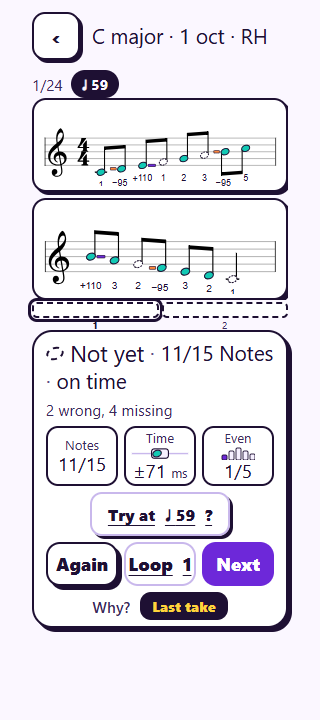 ‹ C major · 1 oct · RH
1/24 ♩59
4
4
1 −95 +110 1 2 3 −95 5
+110 3 2 −95 3 2 1
1 2
Not yet · 11/15 Notes
· on time
2 wrong, 4 missing
Notes Time Even
11/15 ±71 ms 1/5
Try at ♩59 ?
Again Loop 1 Next
Why? Last take